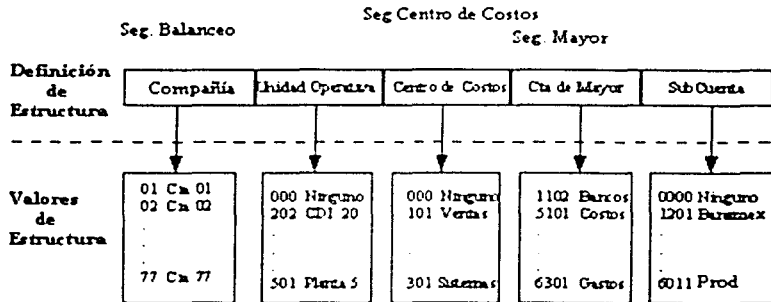 Seg Centro de Costos
Seg. Balanceo
Seg. Mayor
Definición
de
Estructura
Compañía
Unidad Operativa
Centro de Costos
Cta de Mayor
SubCuenta
Valores
de
Estructura
01 Cia 01
02 Cia 02
.
.
77 Cia 77
000 Ninguno
202 CDI 20
.
.
501 Planta 5
000 Ninguno
101 Ventas
.
.
301 Sistemas
1102 Bancos
5101 Costos
.
.
6301 Gastos
0000 Ninguno
1201 Banamex
.
.
6011 Prod